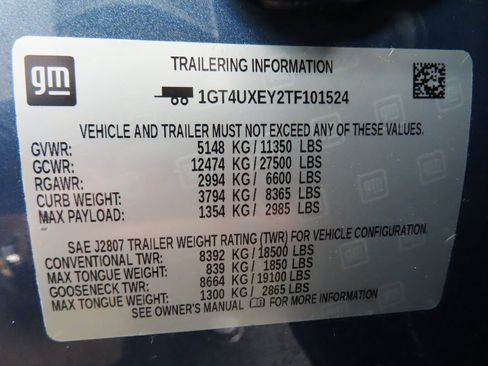 gm
TRAILERING INFORMATION
1GT4UXEY2TF101524
VEHICLE AND TRAILER MUST NOT EXCEED ANY OF THESE VALUES.
GVWR: 5148 KG/11350 LBS
GCWR: 12474 KG/27500 LBS
RGAWR: 2994 KG/ 6600 LBS
CURB WEIGHT: 3794 KG/ 8365 LBS
MAX PAYLOAD: 1354 KG/ 2985 LBS
SAE J2807 TRAILER WEIGHT RATING (TWR) FOR VEHICLE CONFIGURATION.
CONVENTIONAL TWR: 8392 KG/18500 LBS
MAX TONGUE WEIGHT: 839 KG/ 1850 LBS
GOOSENECK TWR: 8664 KG/19100 LBS
MAX TONGUE WEIGHT: 1300 KG/ 2865 LBS
SEE OWNER'S MANUAL FOR MORE INFORMATION